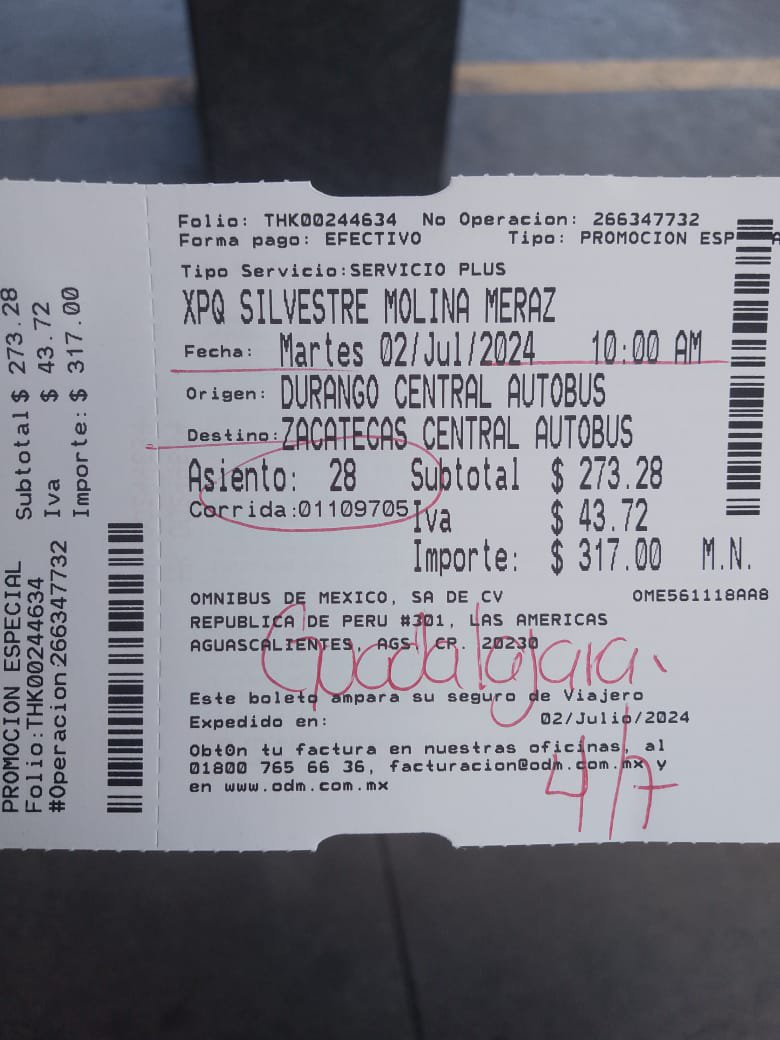 Folio: THK00244634 No Operacion: 266347732
Forma pago: EFECTIVO Tipo: PROMOCION ESP
Tipo Servicio:SERVICIO PLUS
XPQ SILVESTRE MOLINA MERAZ
Fecha: Martes 02/Jul/2024 10:00 AM
Origen: DURANGO CENTRAL AUTOBUS
Destino:ZACATECAS CENTRAL AUTOBUS
Asiento: 28 Subtotal $ 273.28
Corrida:01109705 Iva $ 43.72
Importe: $ 317.00 M.N.
OMNIBUS DE MEXICO, SA DE CV OME561118AA8
REPUBLICA DE PERU #301, LAS AMERICAS
AGUASCALIENTES, AGS CP. 20230
Guadalajara.
Este boleto ampara su seguro de Viajero
Expedido en: 02/Julio/2024
Obt0n tu factura en nuestras oficinas, al
01800 765 66 36, facturacion@odm.com.mx y
en www.odm.com.mx
4/7
Subtotal $ 273.28
Iva $ 43.72
Importe: $ 317.00
PROMOCION ESPECIAL
Folio:THK00244634
#Operacion 266347732